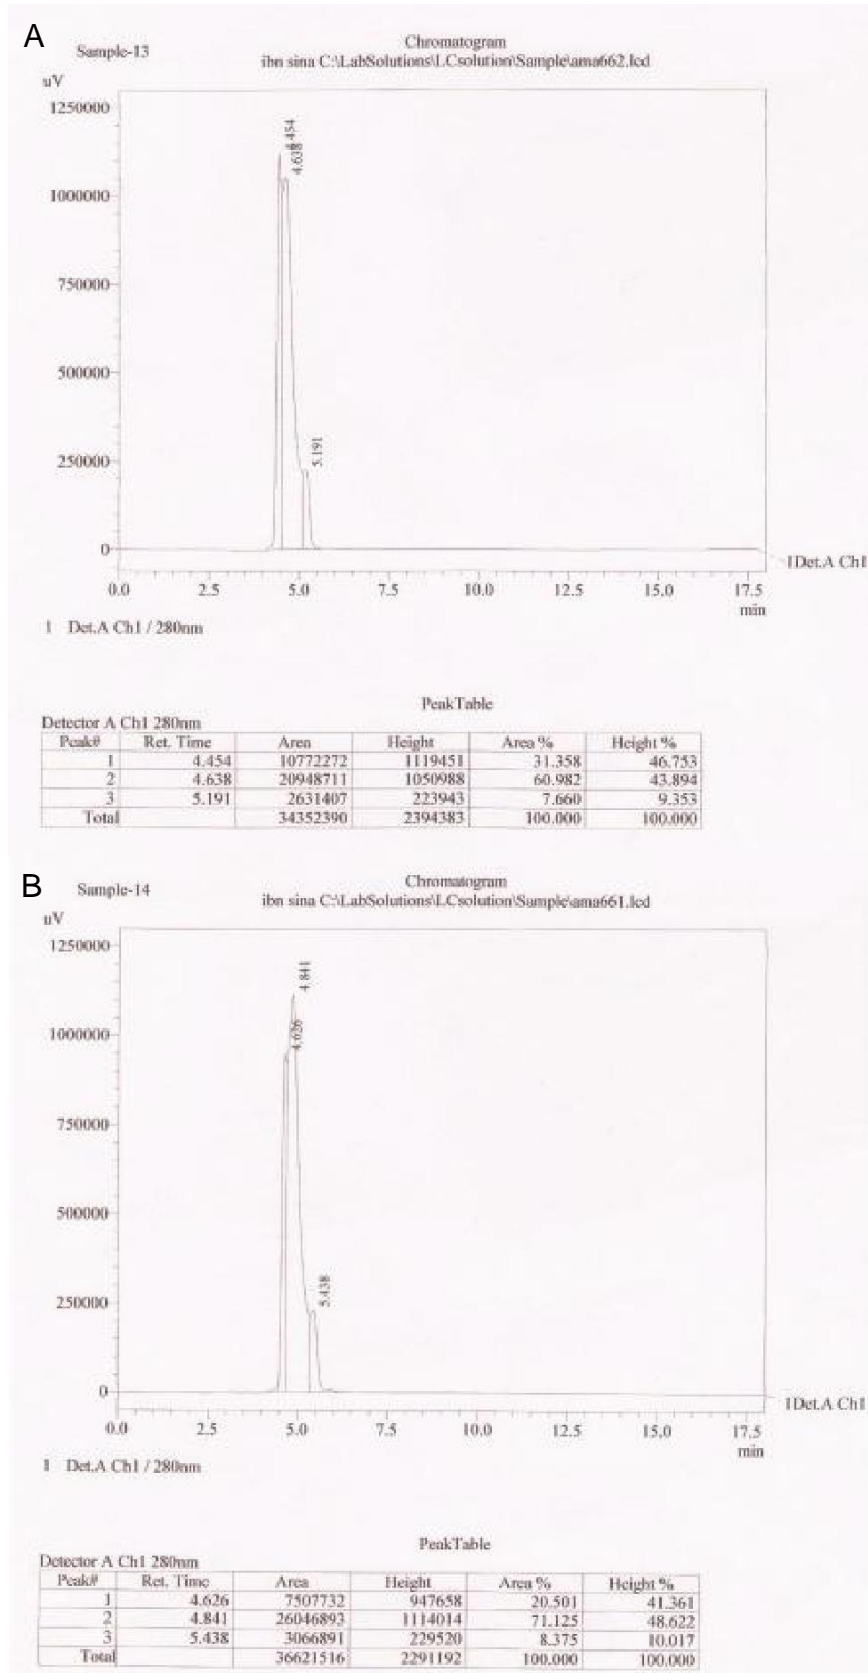 A
Sample-13
Chromatogram
ibn sina C:\LabSolutions\LCsolution\Sample\ama662.lcd
uV
1250000
1000000
750000
500000
250000
0
4.454
4.638
5.191
0.0 2.5 5.0 7.5 10.0 12.5 15.0 17.5
min
1Det.A Ch1
1 Det.A Ch1 / 280nm
PeakTable
Detector A Ch1 280nm
Peak# Ret. Time Area Height Area % Height %
1 4.454 10772272 1119451 31.358 46.753
2 4.638 20948711 1050988 60.982 43.894
3 5.191 2631407 223943 7.660 9.353
Total 34352390 2394383 100.000 100.000
B
Sample-14
Chromatogram
ibn sina C:\LabSolutions\LCsolution\Sample\ama661.lcd
uV
1250000
1000000
750000
500000
250000
0
4.841
4.626
5.438
0.0 2.5 5.0 7.5 10.0 12.5 15.0 17.5
min
1Det.A Ch1
1 Det.A Ch1 / 280nm
PeakTable
Detector A Ch1 280nm
Peak# Ret. Time Area Height Area % Height %
1 4.626 7507732 947658 20.501 41.361
2 4.841 26046893 1114014 71.125 48.622
3 5.438 3066891 229520 8.375 10.017
Total 36621516 2291192 100.000 100.000